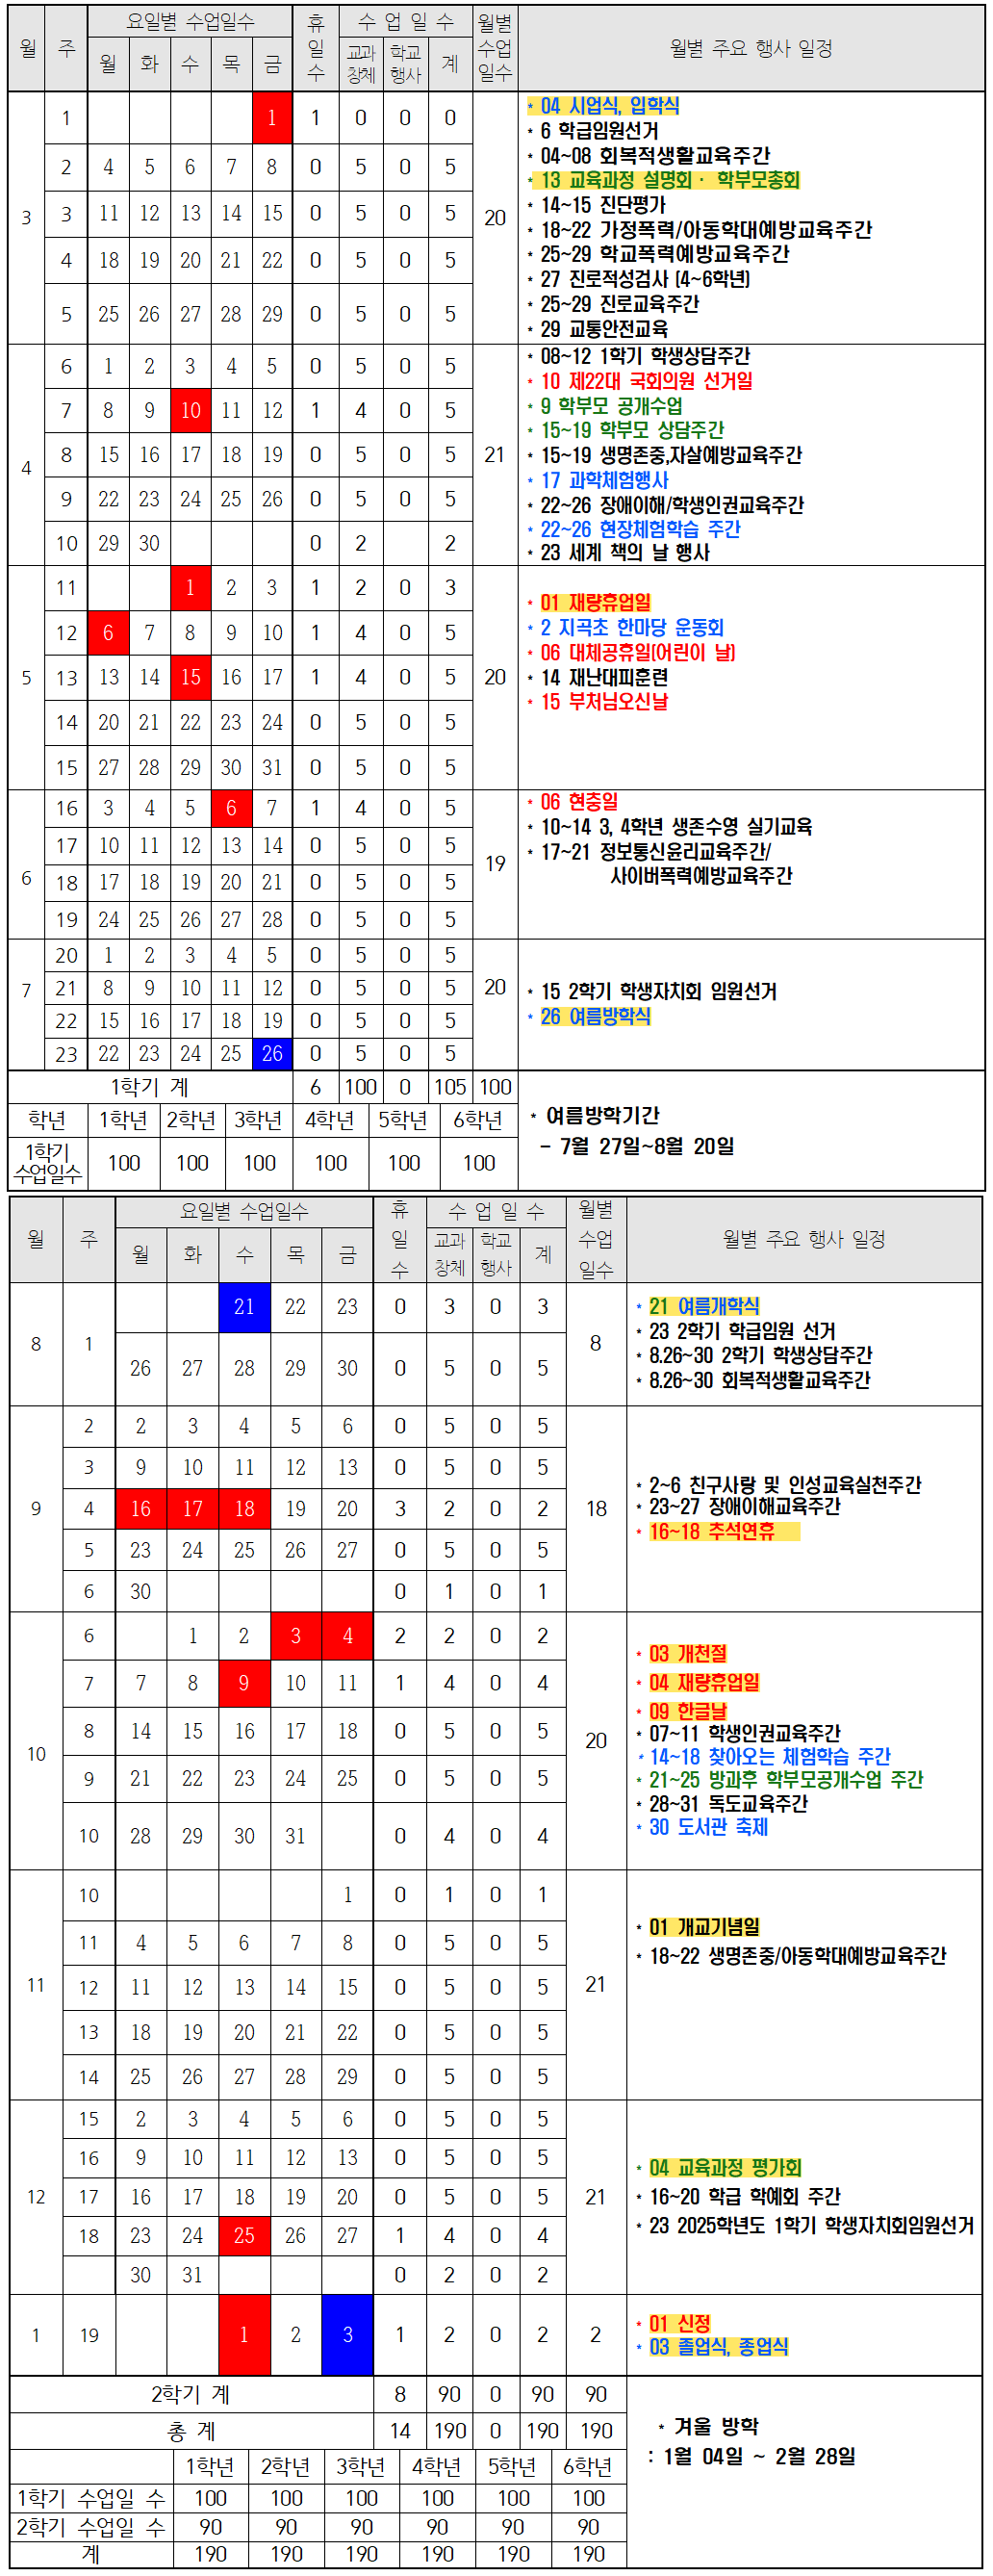 월 주 요일별 수업일수 휴일수 수 업 일 수 월별 수업일수 월별 주요 행사 일정
월 화 수 목 금 교과창체 학교행사 계
3 20
1 1 1 0 0 0
2 4 5 6 7 8 0 5 0 5
3 11 12 13 14 15 0 5 0 5
4 18 19 20 21 22 0 5 0 5
5 25 26 27 28 29 0 5 0 5
* 04 시업식, 입학식
* 6 학급임원선거
* 04~08 회복적생활교육주간
* 13 교육과정 설명회· 학부모총회
* 14~15 진단평가
* 18~22 가정폭력/아동학대예방교육주간
* 25~29 학교폭력예방교육주간
* 27 진로적성검사 (4~6학년)
* 25~29 진로교육주간
* 29 교통안전교육
4 21
6 1 2 3 4 5 0 5 0 5
7 8 9 10 11 12 1 4 0 5
8 15 16 17 18 19 0 5 0 5
9 22 23 24 25 26 0 5 0 5
10 29 30 0 2 2
* 08~12 1학기 학생상담주간
* 10 제22대 국회의원 선거일
* 9 학부모 공개수업
* 15~19 학부모 상담주간
* 15~19 생명존중,자살예방교육주간
* 17 과학체험행사
* 22~26 장애이해/학생인권교육주간
* 22~26 현장체험학습 주간
* 23 세계 책의 날 행사
5 20
11 1 2 3 1 2 0 3
12 6 7 8 9 10 1 4 0 5
13 13 14 15 16 17 1 4 0 5
14 20 21 22 23 24 0 5 0 5
15 27 28 29 30 31 0 5 0 5
* 01 재량휴업일
* 2 지곡초 한마당 운동회
* 06 대체공휴일(어린이 날)
* 14 재난대피훈련
* 15 부처님오신날
6 19
16 3 4 5 6 7 1 4 0 5
17 10 11 12 13 14 0 5 0 5
18 17 18 19 20 21 0 5 0 5
19 24 25 26 27 28 0 5 0 5
* 06 현충일
* 10~14 3, 4학년 생존수영 실기교육
* 17~21 정보통신윤리교육주간/
사이버폭력예방교육주간
7 20
20 1 2 3 4 5 0 5 0 5
21 8 9 10 11 12 0 5 0 5
22 15 16 17 18 19 0 5 0 5
23 22 23 24 25 26 0 5 0 5
* 15 2학기 학생자치회 임원선거
* 26 여름방학식
1학기 계 6 100 0 105 100
학년 1학년 2학년 3학년 4학년 5학년 6학년
1학기 수업일수 100 100 100 100 100 100
* 여름방학기간
- 7월 27일~8월 20일
월 주 요일별 수업일수 휴일수 수 업 일 수 월별 수업일수 월별 주요 행사 일정
월 화 수 목 금 교과창체 학교행사 계
8 1 8
21 22 23 0 3 0 3
26 27 28 29 30 0 5 0 5
* 21 여름개학식
* 23 2학기 학급임원 선거
* 8.26~30 2학기 학생상담주간
* 8.26~30 회복적생활교육주간
9 18
2 2 3 4 5 6 0 5 0 5
3 9 10 11 12 13 0 5 0 5
4 16 17 18 19 20 3 2 0 2
5 23 24 25 26 27 0 5 0 5
6 30 0 1 0 1
* 2~6 친구사랑 및 인성교육실천주간
* 23~27 장애이해교육주간
* 16~18 추석연휴
10 20
6 1 2 3 4 2 2 0 2
7 7 8 9 10 11 1 4 0 4
8 14 15 16 17 18 0 5 0 5
9 21 22 23 24 25 0 5 0 5
10 28 29 30 31 0 4 0 4
* 03 개천절
* 04 재량휴업일
* 09 한글날
* 07~11 학생인권교육주간
* 14~18 찾아오는 체험학습 주간
* 21~25 방과후 학부모공개수업 주간
* 28~31 독도교육주간
* 30 도서관 축제
11 21
10 1 0 1 0 1
11 4 5 6 7 8 0 5 0 5
12 11 12 13 14 15 0 5 0 5
13 18 19 20 21 22 0 5 0 5
14 25 26 27 28 29 0 5 0 5
* 01 개교기념일
* 18~22 생명존중/아동학대예방교육주간
12 21
15 2 3 4 5 6 0 5 0 5
16 9 10 11 12 13 0 5 0 5
17 16 17 18 19 20 0 5 0 5
18 23 24 25 26 27 1 4 0 4
30 31 0 2 0 2
* 04 교육과정 평가회
* 16~20 학급 학예회 주간
* 23 2025학년도 1학기 학생자치회임원선거
1 19 1 2 3 1 2 0 2 2
* 01 신정
* 03 졸업식, 종업식
2학기 계 8 90 0 90 90
총 계 14 190 0 190 190
1학년 2학년 3학년 4학년 5학년 6학년
1학기 수업일 수 100 100 100 100 100 100
2학기 수업일 수 90 90 90 90 90 90
계 190 190 190 190 190 190
* 겨울 방학
: 1월 04일 ~ 2월 28일